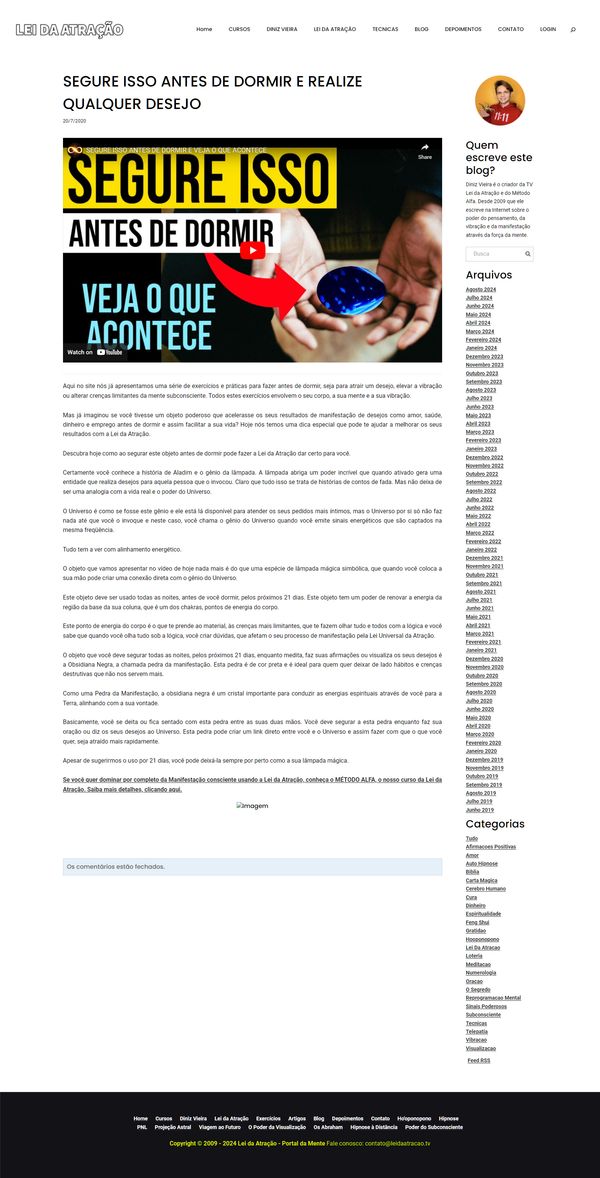 LEI DA ATRAÇÃO
Home CURSOS DINIZ VIEIRA LEI DA ATRAÇÃO TECNICAS BLOG DEPOIMENTOS CONTATO LOGIN
SEGURE ISSO ANTES DE DORMIR E REALIZE
QUALQUER DESEJO
20/7/2020
SEGURE ISSO ANTES DE DORMIR E VEJA O QUE ACONTECE
Share
SEGURE ISSO
ANTES DE DORMIR
VEJA O QUE
ACONTECE
Watch on YouTube
Aqui no site nós já apresentamos uma série de exercícios e práticas para fazer antes de dormir, seja para atrair um desejo, elevar a vibração
ou alterar crenças limitantes da mente subconsciente. Todos estes exercícios envolvem o seu corpo, a sua mente e a sua vibração.
Mas já imaginou se você tivesse um objeto poderoso que acelerasse os seus resultados de manifestação de desejos como amor, saúde,
dinheiro e emprego antes de dormir e assim facilitar a sua vida? Hoje nós temos uma dica especial que pode te ajudar a melhorar os seus
resultados com a Lei da Atração.
Descubra hoje como ao segurar este objeto antes de dormir pode fazer a Lei da Atração dar certo para você.
Certamente você conhece a história de Aladim e o gênio da lâmpada. A lâmpada abriga um poder incrível que quando ativado gera uma
entidade que realiza desejos para aquela pessoa que o invocou. Claro que tudo isso se trata de histórias de contos de fada. Mas não deixa de
ser uma analogia com a vida real e o poder do Universo.
O Universo é como se fosse este gênio e ele está lá disponível para atender os seus pedidos mais íntimos, mas o Universo por si só não faz
nada até que você o invoque e neste caso, você chama o gênio do Universo quando você emite sinais energéticos que são captados na
mesma freqüência.
Tudo tem a ver com alinhamento energético.
O objeto que vamos apresentar no vídeo de hoje nada mais é do que uma espécie de lâmpada mágica simbólica, que quando você coloca a
sua mão pode criar uma conexão direta com o gênio do Universo.
Este objeto deve ser usado todas as noites, antes de você dormir, pelos próximos 21 dias. Este objeto tem um poder de renovar a energia da
região da base da sua coluna, que é um dos chakras, pontos de energia do corpo.
Este ponto de energia do corpo é o que te prende ao material, às crenças mais limitantes, que te fazem olhar tudo e todos com a lógica e você
sabe que quando você olha tudo sob a lógica, você criar dúvidas, que afetam o seu processo de manifestação pela Lei Universal da Atração.
O objeto que você deve segurar todas as noites, pelos próximos 21 dias, enquanto medita, faz suas afirmações ou visualiza os seus desejos é
a Obsidiana Negra, a chamada pedra da manifestação. Esta pedra é de cor preta e é ideal para quem quer deixar de lado hábitos e crenças
destrutivas que não nos servem mais.
Como uma Pedra da Manifestação, a obsidiana negra é um cristal importante para conduzir as energias espirituais através de você para a
Terra, alinhando com a sua vontade.
Basicamente, você se deita ou fica sentado com esta pedra entre as suas duas mãos. Você deve segurar a esta pedra enquanto faz sua
oração ou diz os seus desejos ao Universo. Esta pedra pode criar um link direto entre você e o Universo e assim fazer com que o que você
quer, seja atraído mais rapidamente.
Apesar de sugerirmos o uso por 21 dias, você pode deixá-la sempre por perto como a sua lâmpada mágica.
Se você quer dominar por completo da Manifestação consciente usando a Lei da Atração, conheça o MÉTODO ALFA, o nosso curso da Lei da
Atração. Saiba mais detalhes, clicando aqui.
Imagem
Os comentários estão fechados.
11:11
Quem
escreve este
blog?
Diniz Vieira é o criador da TV
Lei da Atração e do Método
Alfa. Desde 2009 que ele
escreve na Internet sobre o
poder do pensamento, da
vibração e da manifestação
através da força da mente.
Busca
Arquivos
Agosto 2024
Julho 2024
Junho 2024
Maio 2024
Abril 2024
Março 2024
Fevereiro 2024
Janeiro 2024
Dezembro 2023
Novembro 2023
Outubro 2023
Setembro 2023
Agosto 2023
Julho 2023
Junho 2023
Maio 2023
Abril 2023
Março 2023
Fevereiro 2023
Janeiro 2023
Dezembro 2022
Novembro 2022
Outubro 2022
Setembro 2022
Agosto 2022
Julho 2022
Junho 2022
Maio 2022
Abril 2022
Março 2022
Fevereiro 2022
Janeiro 2022
Dezembro 2021
Novembro 2021
Outubro 2021
Setembro 2021
Agosto 2021
Julho 2021
Junho 2021
Maio 2021
Abril 2021
Março 2021
Fevereiro 2021
Janeiro 2021
Dezembro 2020
Novembro 2020
Outubro 2020
Setembro 2020
Agosto 2020
Julho 2020
Junho 2020
Maio 2020
Abril 2020
Março 2020
Fevereiro 2020
Janeiro 2020
Dezembro 2019
Novembro 2019
Outubro 2019
Setembro 2019
Agosto 2019
Julho 2019
Junho 2019
Categorias
Tudo
Afirmacoes Positivas
Amor
Auto Hipnose
Biblia
Carta Magica
Cerebro Humano
Cura
Dinheiro
Espiritualidade
Feng Shui
Gratidao
Hooponopono
Lei Da Atracao
Loteria
Meditacao
Numerologia
Oracao
O Segredo
Reprogramacao Mental
Sinais Poderosos
Subconsciente
Tecnicas
Telepatia
Vibracao
Visualizacao
Feed RSS
Home Cursos Diniz Vieira Lei da Atração Exercícios Artigos Blog Depoimentos Contato Ho'oponopono Hipnose
PNL Projeção Astral Viagem ao Futuro O Poder da Visualização Os Abraham Hipnose à Distância Poder do Subconsciente
Copyright © 2009 - 2024 Lei da Atração - Portal da Mente Fale conosco: contato@leidaatracao.tv